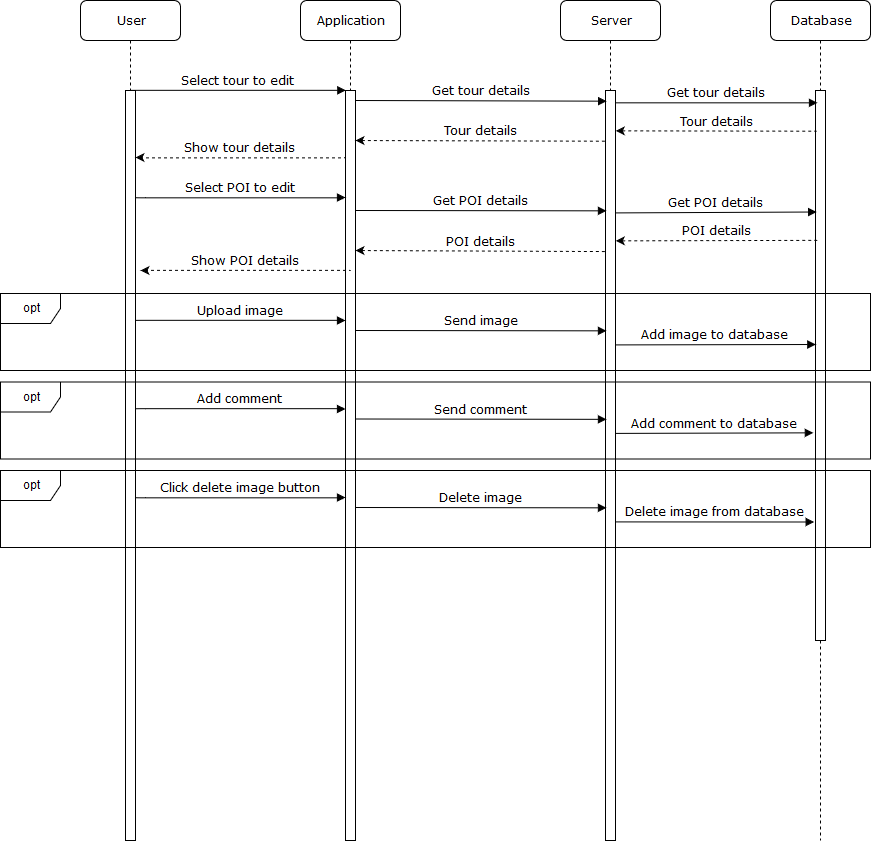 User
Application
Server
Database
Select tour to edit
Get tour details
Get tour details
Tour details
Tour details
Show tour details
Select POI to edit
Get POI details
Get POI details
POI details
POI details
Show POI details
opt
Upload image
Send image
Add image to database
opt
Add comment
Send comment
Add comment to database
opt
Click delete image button
Delete image
Delete image from database